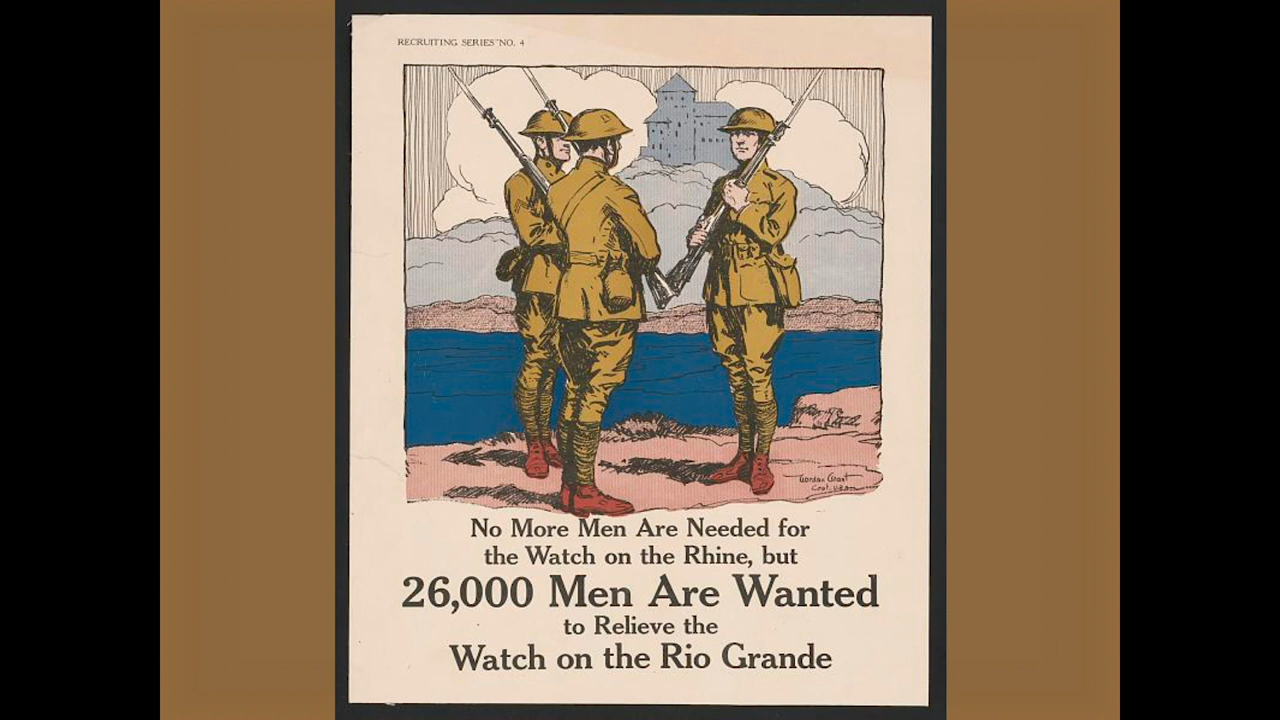 RECRUITING SERIES NO. 4
Gordon Grant
Capt. U.S.A.
No More Men Are Needed for
the Watch on the Rhine, but
26,000 Men Are Wanted
to Relieve the
Watch on the Rio Grande